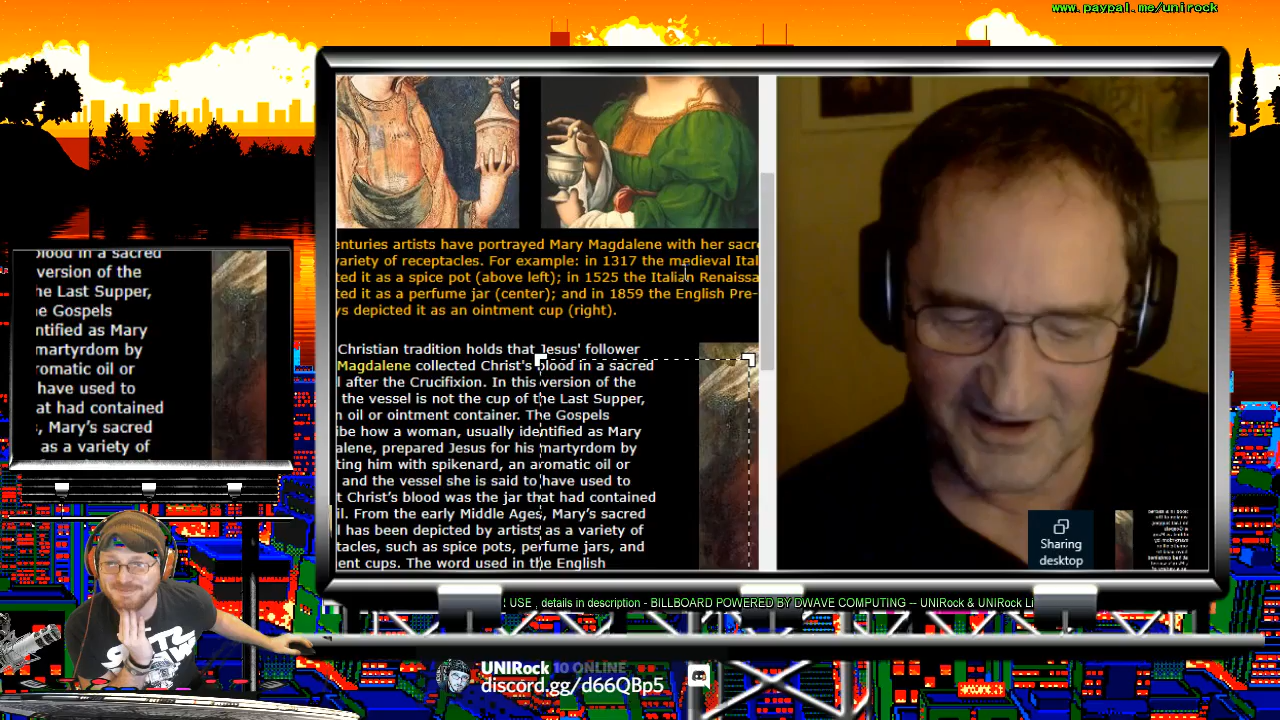 www.paypal.me/unirock
enturies artists have portrayed Mary Magdalene with her sacre
variety of receptacles. For example: in 1317 the medieval Ital
ted it as a spice pot (above left); in 1525 the Italian Renaissa
ted it as a perfume jar (center); and in 1859 the English Pre-
ys depicted it as an ointment cup (right).
Christian tradition holds that Jesus' follower
Magdalene collected Christ's blood in a sacred
l after the Crucifixion. In this version of the
the vessel is not the cup of the Last Supper,
n oil or ointment container. The Gospels
ibe how a woman, usually identified as Mary
alene, prepared Jesus for his martyrdom by
ting him with spikenard, an aromatic oil or
and the vessel she is said to have used to
t Christ's blood was the jar that had contained
il. From the early Middle Ages, Mary's sacred
l has been depicted by artists as a variety of
tacles, such as spice pots, perfume jars, and
ent cups. The word used in the English
blood in a sacred
version of the
he Last Supper,
e Gospels
ntified as Mary
martyrdom by
aromatic oil or
have used to
at had contained
, Mary's sacred
as a variety of
Sharing
desktop
USE , details in description - BILLBOARD POWERED BY DWAVE COMPUTING -- UNIRock & UNIRock Li
UNIRock 10 ONLINE
discord.gg/d66QBp5